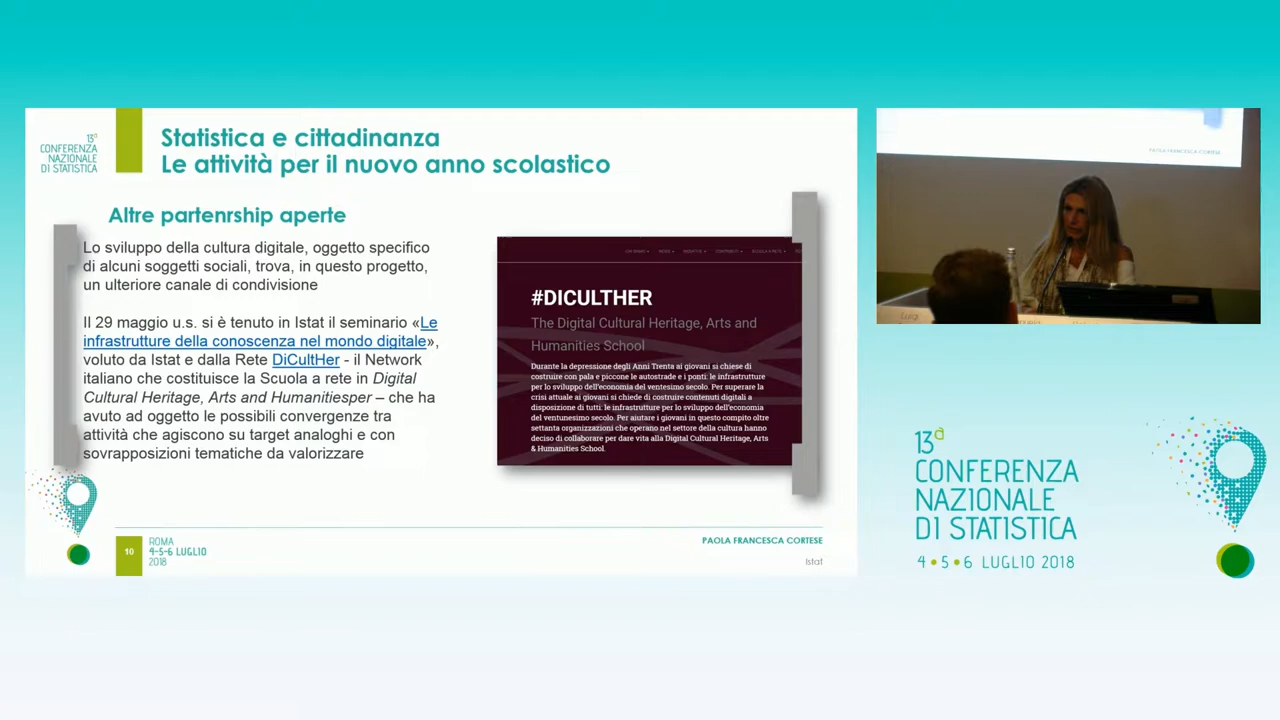 13ª
CONFERENZA
NAZIONALE
DI STATISTICA
Statistica e cittadinanza
Le attività per il nuovo anno scolastico
Altre partenrship aperte
Lo sviluppo della cultura digitale, oggetto specifico
di alcuni soggetti sociali, trova, in questo progetto,
un ulteriore canale di condivisione
Il 29 maggio u.s. si è tenuto in Istat il seminario «Le
infrastrutture della conoscenza nel mondo digitale»,
voluto da Istat e dalla Rete DiCultHer - il Network
italiano che costituisce la Scuola a rete in Digital
Cultural Heritage, Arts and Humanitiesper – che ha
avuto ad oggetto le possibili convergenze tra
attività che agiscono su target analoghi e con
sovrapposizioni tematiche da valorizzare
CHI SIAMO NEWS INIZIATIVE CONTRIBUTI SCUOLA A RETE
#DICULTHER
The Digital Cultural Heritage, Arts and
Humanities School
Durante la depressione degli Anni Trenta ai giovani si chiese di
costruire con pala e piccone le autostrade e i ponti: le infrastrutture
per lo sviluppo dell'economia del ventesimo secolo. Per superare la
crisi attuale ai giovani si chiede di costruire contenuti digitali a
disposizione di tutti: le infrastrutture per lo sviluppo dell'economia
del ventunesimo secolo. Per aiutare i giovani in questo compito oltre
settanta organizzazioni che operano nel settore della cultura hanno
deciso di collaborare per dare vita alla Digital Cultural Heritage, Arts
& Humanities School.
10
ROMA
4-5-6 LUGLIO
2018
PAOLA FRANCESCA CORTESE
Istat
PAOLA FRANCESCA CORTESE
Luigi
13ª
CONFERENZA
NAZIONALE
DI STATISTICA
4 • 5 • 6 LUGLIO 2018